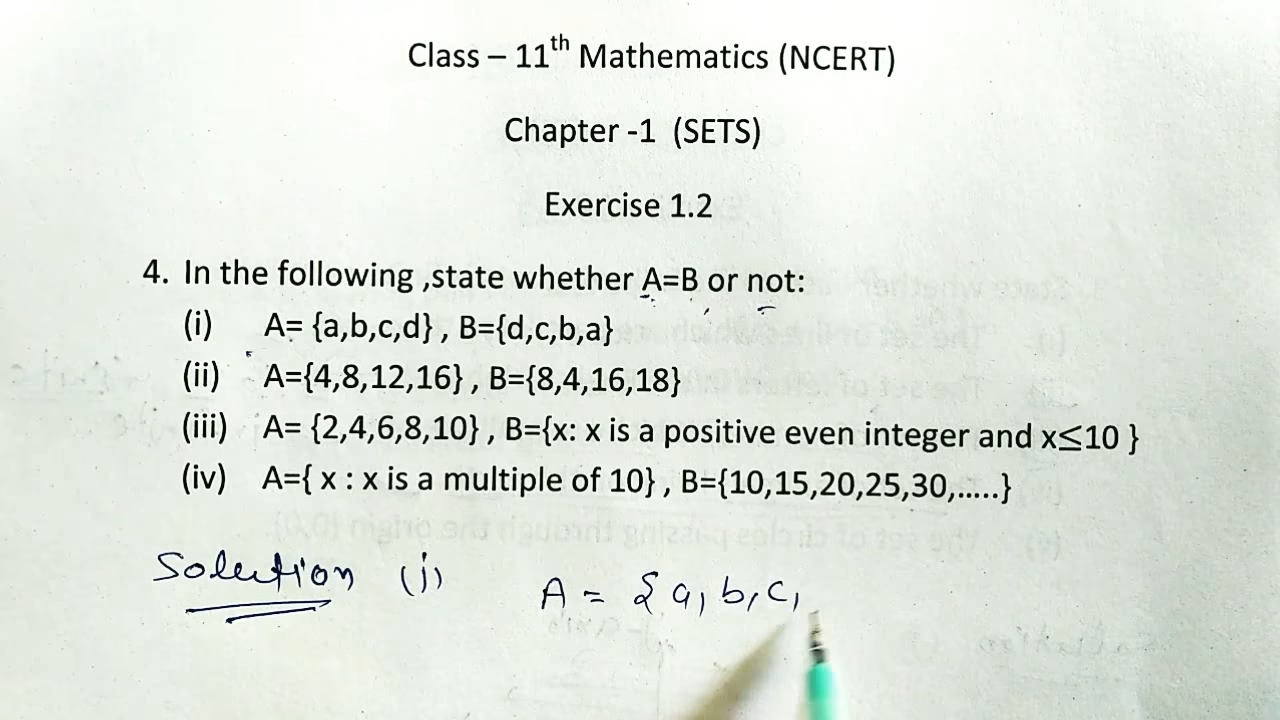 Class – 11th Mathematics (NCERT)
Chapter -1 (SETS)
Exercise 1.2
4. In the following ,state whether A=B or not:
(i) A= {a,b,c,d} , B={d,c,b,a}
(ii) A={4,8,12,16} , B={8,4,16,18}
(iii) A= {2,4,6,8,10} , B={x: x is a positive even integer and x≤10 }
(iv) A={ x : x is a multiple of 10} , B={10,15,20,25,30,.....}
Solution (i) A = {a, b, c,